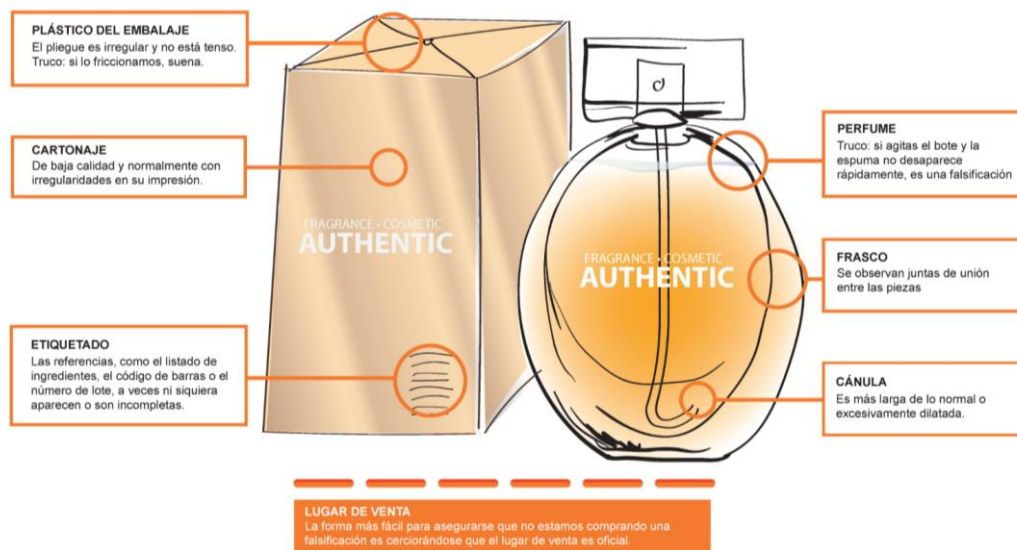 PLÁSTICO DEL EMBALAJE
El pliegue es irregular y no está tenso.
Truco: si lo friccionamos, suena.
CARTONAJE
De baja calidad y normalmente con
irregularidades en su impresión.
ETIQUETADO
Las referencias, como el listado de
ingredientes, el código de barras o el
número de lote, a veces ni siquiera
aparecen o son incompletas.
FRAGRANCE • COSMETIC
AUTHENTIC
FRAGRANCE • COSMETIC
AUTHENTIC
PERFUME
Truco: si agitas el bote y la
espuma no desaparece
rápidamente, es una falsificación
FRASCO
Se observan juntas de unión
entre las piezas
CÁNULA
Es más larga de lo normal o
excesivamente dilatada.
LUGAR DE VENTA
La forma más fácil para asegurarse que no estamos comprando una
falsificación es cerciorándose que el lugar de venta es oficial.